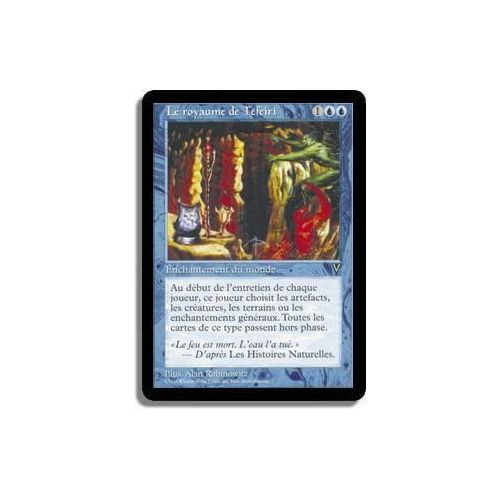 Le royaume de Teferi
1
Enchantement du monde
Au début de l'entretien de chaque
joueur, ce joueur choisit les artefacts,
les créatures, les terrains ou les
enchantements généraux. Toutes les
cartes de ce type passent hors phase.
«Le feu est mort. L'eau l'a tué.»
— D'après Les Histoires Naturelles.
Illus. Alan Rabinowitz